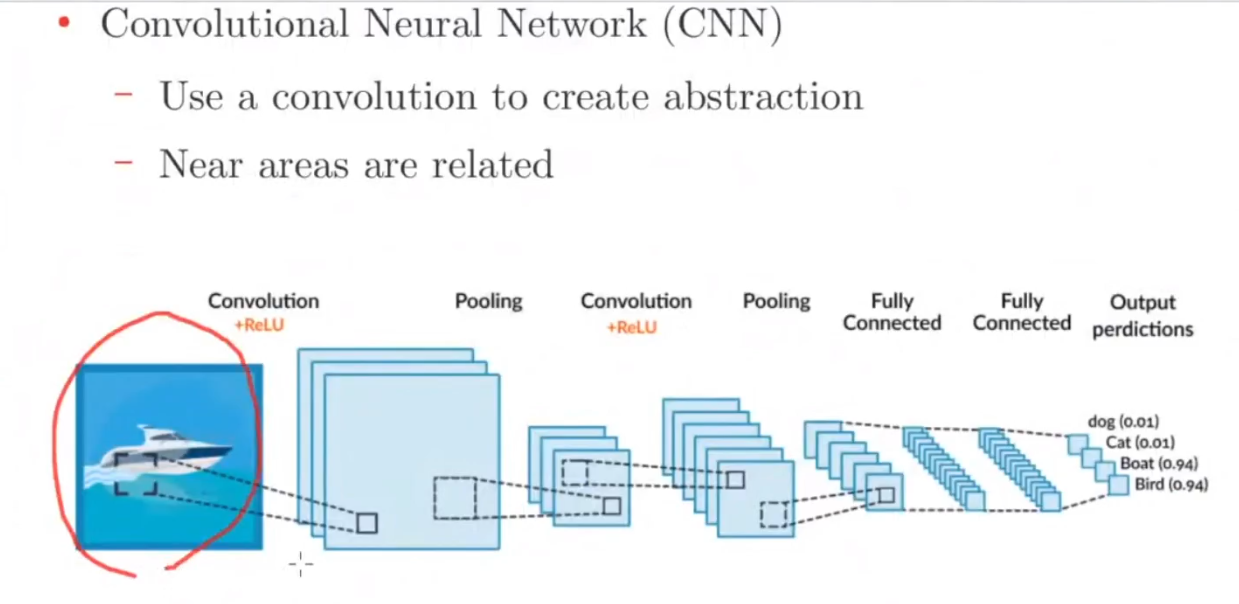 • Convolutional Neural Network (CNN)
– Use a convolution to create abstraction
– Near areas are related
Convolution
+ReLU
Pooling
Convolution
+ReLU
Pooling
Fully
Connected
Fully
Connected
Output
perdictions
dog (0.01)
Cat (0.01)
Boat (0.94)
Bird (0.94)